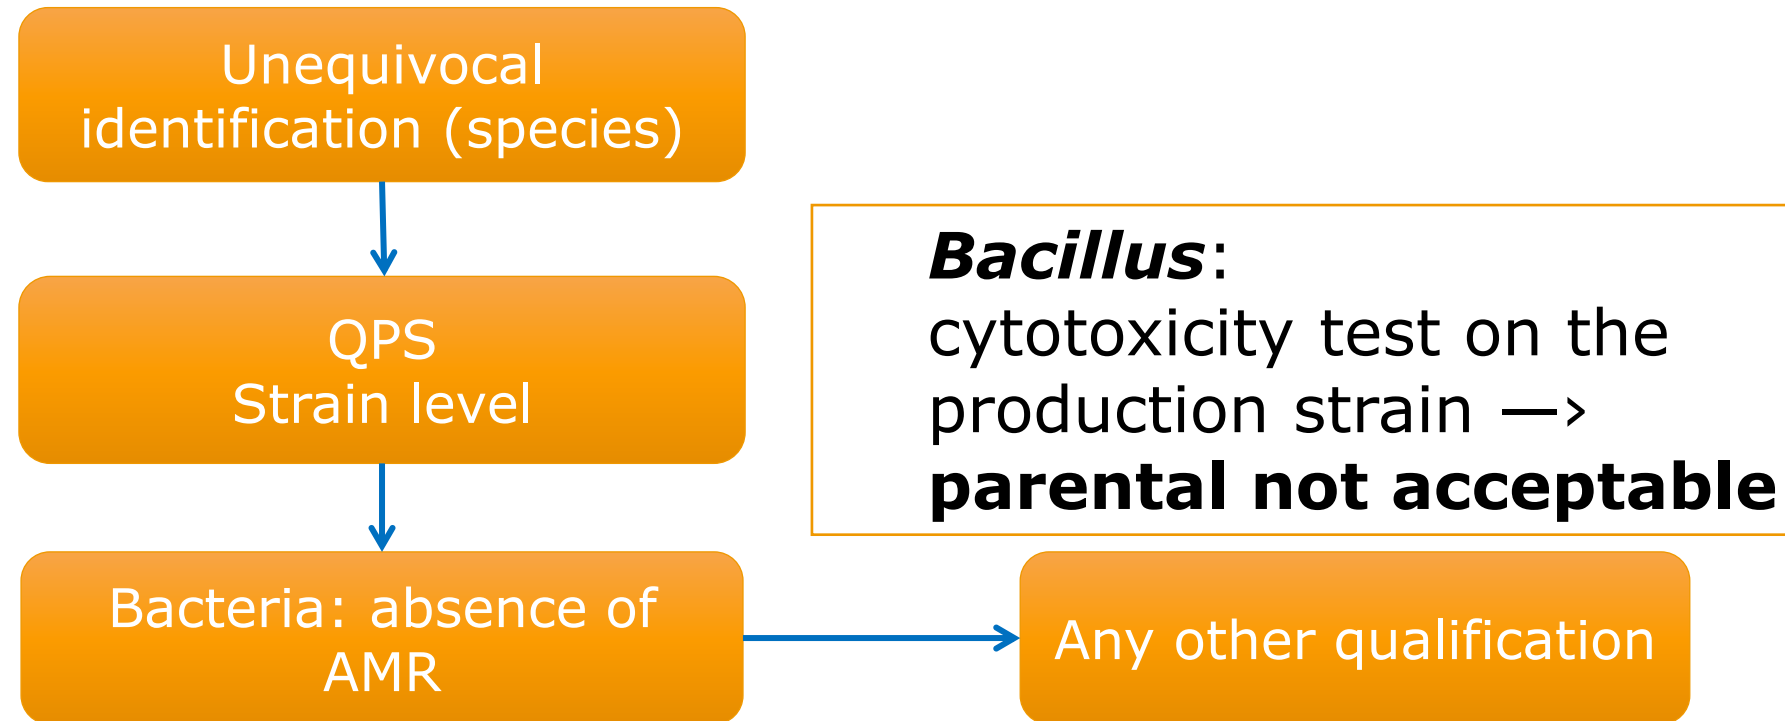 Unequivocal
identification (species)
QPS
Strain level
Bacillus:
cytotoxicity test on the
production strain —›
parental not acceptable
Bacteria: absence of
AMR
Any other qualification